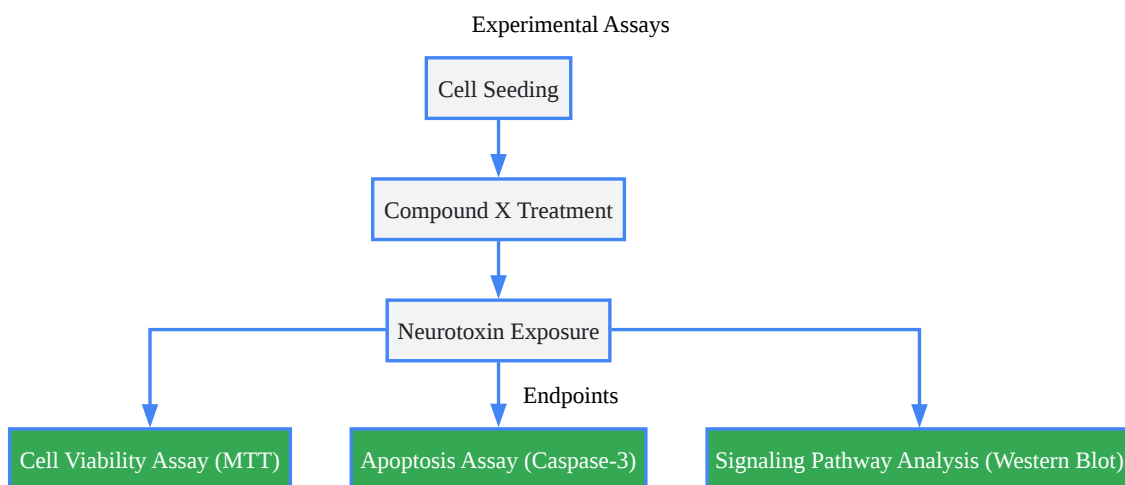 Experimental Assays
Cell Seeding
Compound X Treatment
Neurotoxin Exposure
Endpoints
Cell Viability Assay (MTT)
Apoptosis Assay (Caspase-3)
Signaling Pathway Analysis (Western Blot)